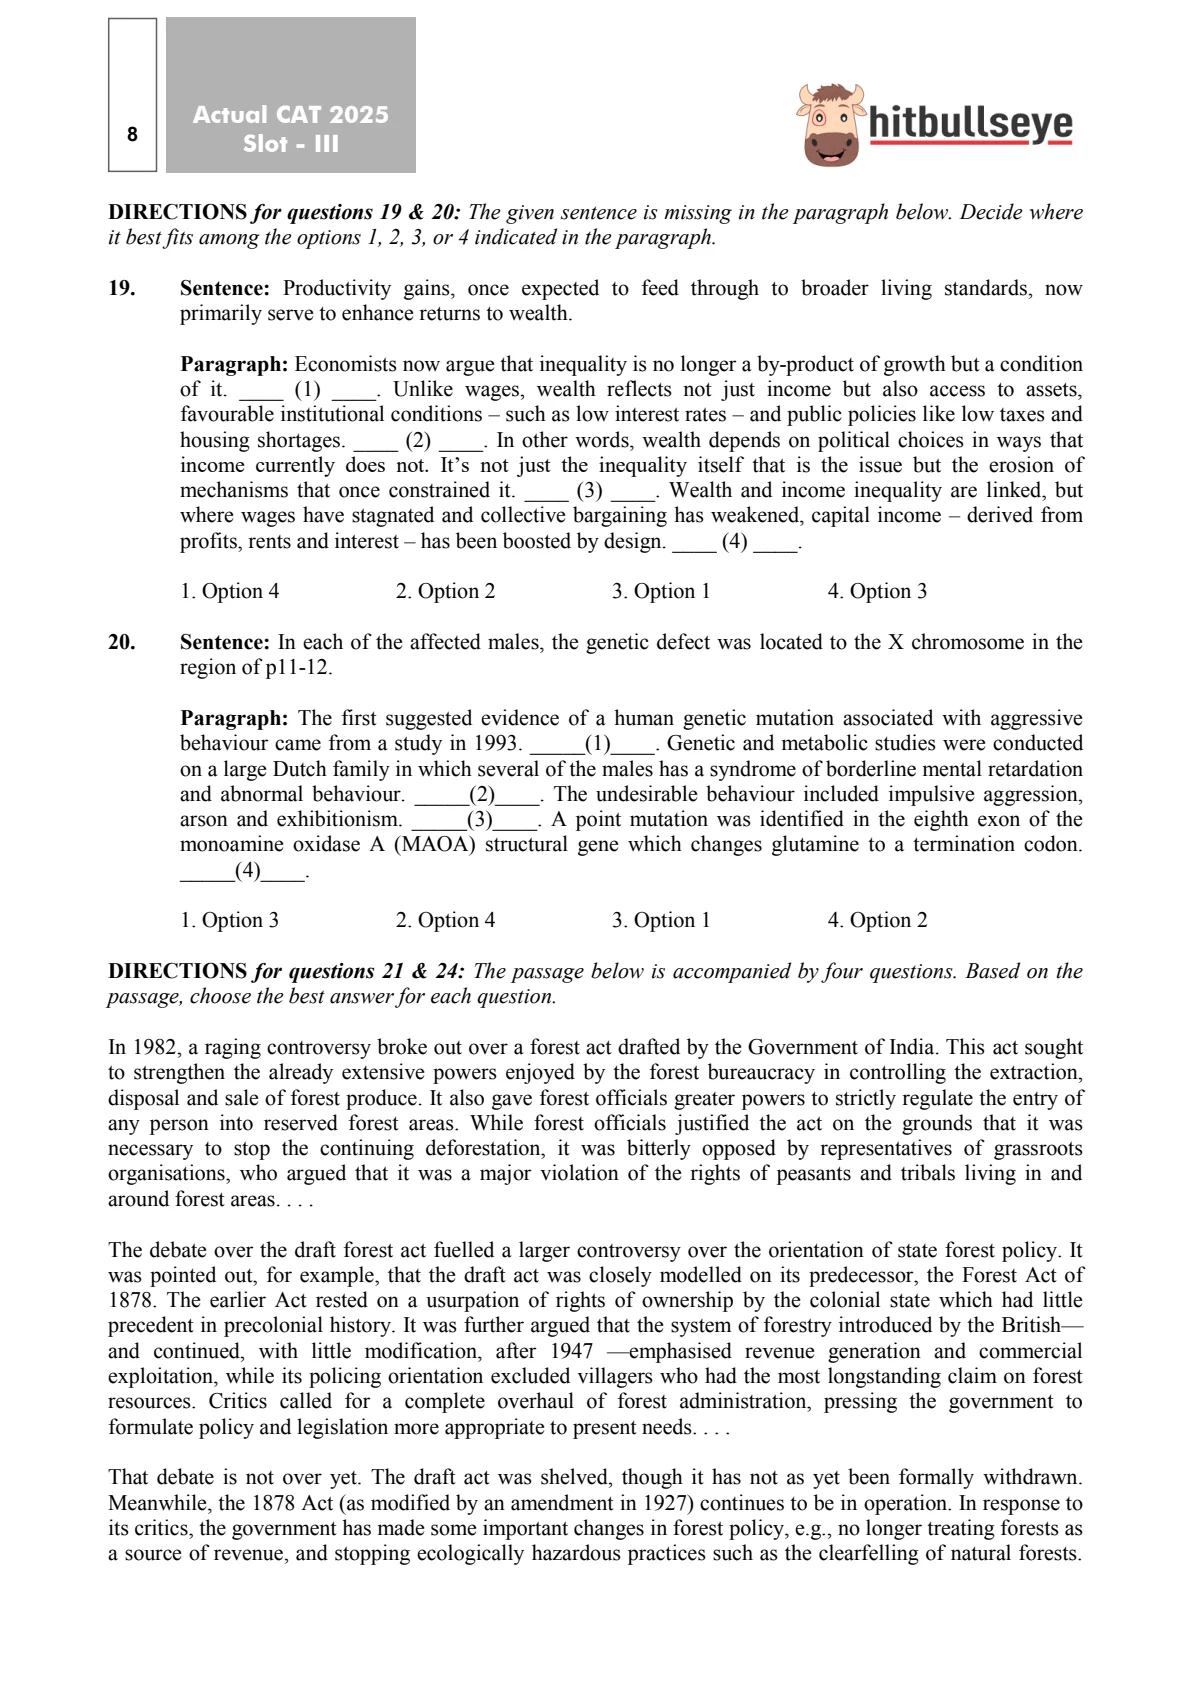 8
Actual CAT 2025
Slot - III
hitbullseye
DIRECTIONS for questions 19 & 20: The given sentence is missing in the paragraph below. Decide where
it best fits among the options 1, 2, 3, or 4 indicated in the paragraph.
19. Sentence: Productivity gains, once expected to feed through to broader living standards, now
primarily serve to enhance returns to wealth.
Paragraph: Economists now argue that inequality is no longer a by-product of growth but a condition
of it. ____ (1) ____. Unlike wages, wealth reflects not just income but also access to assets,
favourable institutional conditions – such as low interest rates – and public policies like low taxes and
housing shortages. ____ (2) ____. In other words, wealth depends on political choices in ways that
income currently does not. It’s not just the inequality itself that is the issue but the erosion of
mechanisms that once constrained it. ____ (3) ____. Wealth and income inequality are linked, but
where wages have stagnated and collective bargaining has weakened, capital income – derived from
profits, rents and interest – has been boosted by design. ____ (4) ____.
1. Option 4 2. Option 2 3. Option 1 4. Option 3
20. Sentence: In each of the affected males, the genetic defect was located to the X chromosome in the
region of p11-12.
Paragraph: The first suggested evidence of a human genetic mutation associated with aggressive
behaviour came from a study in 1993. _____(1)____. Genetic and metabolic studies were conducted
on a large Dutch family in which several of the males has a syndrome of borderline mental retardation
and abnormal behaviour. _____(2)____. The undesirable behaviour included impulsive aggression,
arson and exhibitionism. _____(3)____. A point mutation was identified in the eighth exon of the
monoamine oxidase A (MAOA) structural gene which changes glutamine to a termination codon.
_____(4)____.
1. Option 3 2. Option 4 3. Option 1 4. Option 2
DIRECTIONS for questions 21 & 24: The passage below is accompanied by four questions. Based on the
passage, choose the best answer for each question.
In 1982, a raging controversy broke out over a forest act drafted by the Government of India. This act sought
to strengthen the already extensive powers enjoyed by the forest bureaucracy in controlling the extraction,
disposal and sale of forest produce. It also gave forest officials greater powers to strictly regulate the entry of
any person into reserved forest areas. While forest officials justified the act on the grounds that it was
necessary to stop the continuing deforestation, it was bitterly opposed by representatives of grassroots
organisations, who argued that it was a major violation of the rights of peasants and tribals living in and
around forest areas. . . .
The debate over the draft forest act fuelled a larger controversy over the orientation of state forest policy. It
was pointed out, for example, that the draft act was closely modelled on its predecessor, the Forest Act of
1878. The earlier Act rested on a usurpation of rights of ownership by the colonial state which had little
precedent in precolonial history. It was further argued that the system of forestry introduced by the British—
and continued, with little modification, after 1947 —emphasised revenue generation and commercial
exploitation, while its policing orientation excluded villagers who had the most longstanding claim on forest
resources. Critics called for a complete overhaul of forest administration, pressing the government to
formulate policy and legislation more appropriate to present needs. . . .
That debate is not over yet. The draft act was shelved, though it has not as yet been formally withdrawn.
Meanwhile, the 1878 Act (as modified by an amendment in 1927) continues to be in operation. In response to
its critics, the government has made some important changes in forest policy, e.g., no longer treating forests as
a source of revenue, and stopping ecologically hazardous practices such as the clearfelling of natural forests.